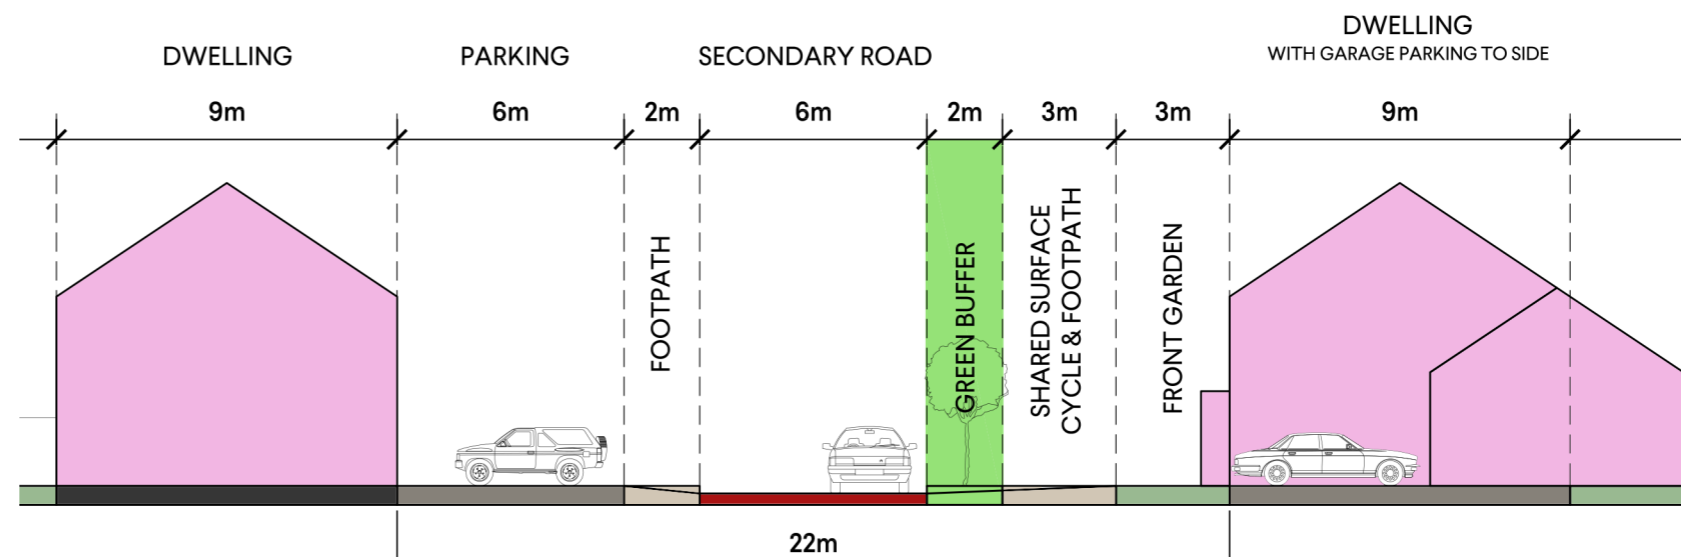 DWELLING
PARKING
SECONDARY ROAD
DWELLING
WITH GARAGE PARKING TO SIDE
9m
6m
2m
6m
2m
3m
3m
9m
FOOTPATH
GREEN BUFFER
SHARED SURFACE
CYCLE & FOOTPATH
FRONT GARDEN
22m